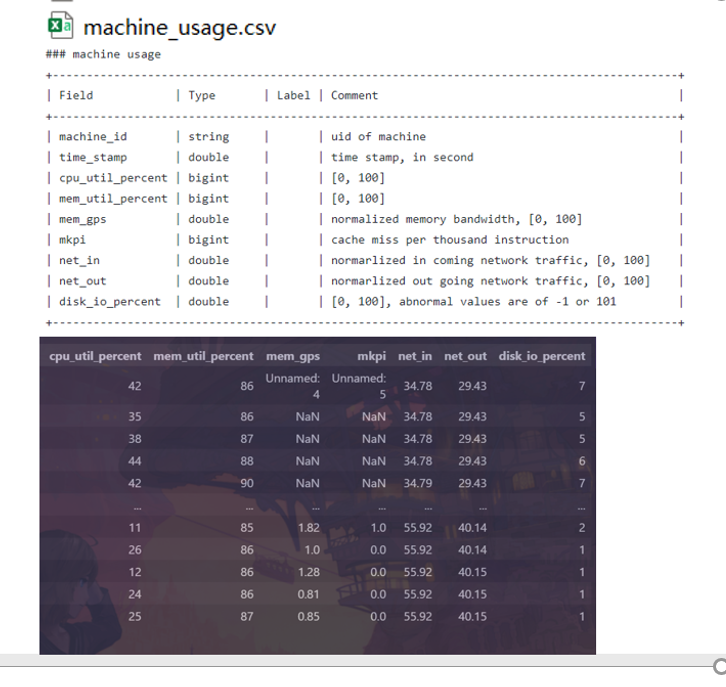 machine_usage.csv
### machine usage
+------------------------------------------------------------------------------------------+
| Field | Type | Label | Comment |
+------------------------------------------------------------------------------------------+
| machine_id | string | | uid of machine |
| time_stamp | double | | time stamp, in second |
| cpu_util_percent | bigint | | [0, 100] |
| mem_util_percent | bigint | | [0, 100] |
| mem_gps | double | | normalized memory bandwidth, [0, 100] |
| mkpi | bigint | | cache miss per thousand instruction |
| net_in | double | | normarlized in coming network traffic, [0, 100] |
| net_out | double | | normarlized out going network traffic, [0, 100] |
| disk_io_percent | double | | [0, 100], abnormal values are of -1 or 101 |
+------------------------------------------------------------------------------------------+
cpu_util_percent mem_util_percent mem_gps mkpi net_in net_out disk_io_percent
42 86 Unnamed: 4 Unnamed: 5 34.78 29.43 7
35 86 NaN NaN 34.78 29.43 5
38 87 NaN NaN 34.78 29.43 5
44 88 NaN NaN 34.78 29.43 6
42 90 NaN NaN 34.79 29.43 7
... ... ... ... ... ... ...
11 85 1.82 1.0 55.92 40.14 2
26 86 1.0 0.0 55.92 40.14 1
12 86 1.28 0.0 55.92 40.15 1
24 86 0.81 0.0 55.92 40.15 1
25 87 0.85 0.0 55.92 40.15 1